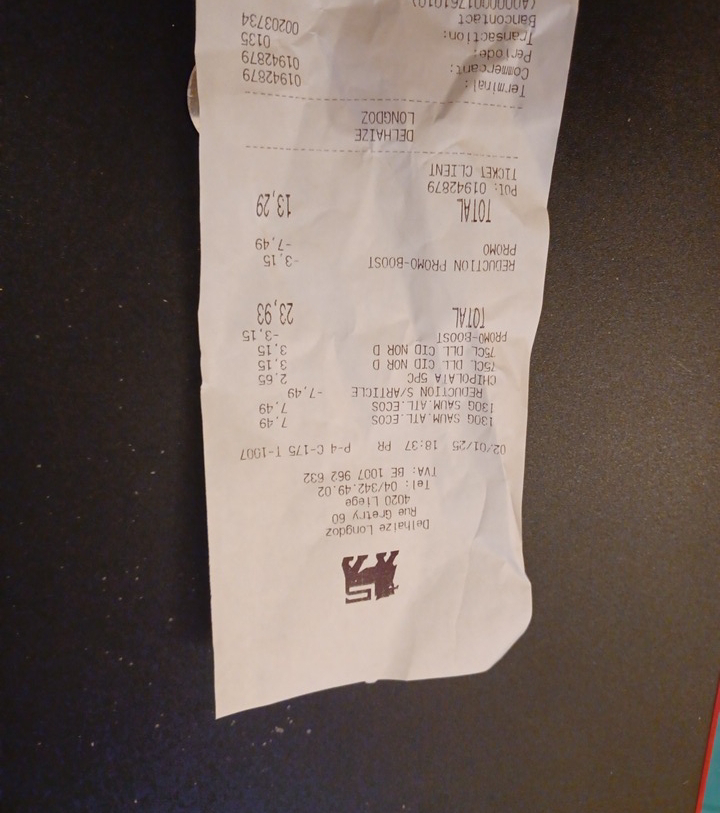 Delhaize Longdoz
Rue Gretry 60
4020 Liege
Tel: 04/342.49.02
TVA: BE 1007 962 632
02/01/25 18:37 PR P-4 C-175 T-1007
130G SAUM.ATL.ECOS 7,49
130G SAUM.ATL.ECOS 7,49
REDUCTION S/ARTICLE -7,49
CHIPOLATA 5PC 2,65
75CL DLL CID NOR D 3,15
75CL DLL CID NOR D 3,15
PROMO-BOOST -3,15
TOTAL 23,93
REDUCTION PROMO-BOOST -3,15
PROMO -7,49
TOTAL 13,29
POI: 01942879
TICKET CLIENT
DELHAIZE
LONGDOZ
Terminal: 01942879
Commercant: 01942879
Periode: 0135
Transaction: 00203734
Bancontact